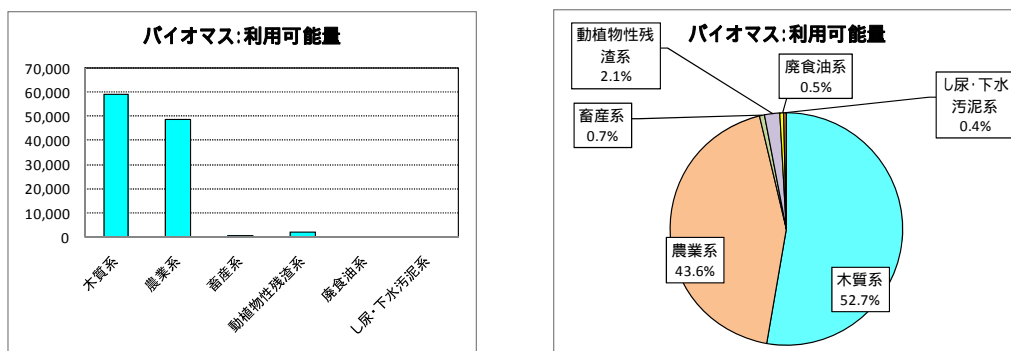 バイオマス:利用可能量
70,000
60,000
50,000
40,000
30,000
20,000
10,000
0
木質系
農業系
畜産系
動植物性残渣系
廃食油系
し尿・下水汚泥系
バイオマス:利用可能量
動植物性残
渣系
2.1%
廃食油系
0.5%
し尿・下水
汚泥系
0.4%
畜産系
0.7%
農業系
43.6%
木質系
52.7%